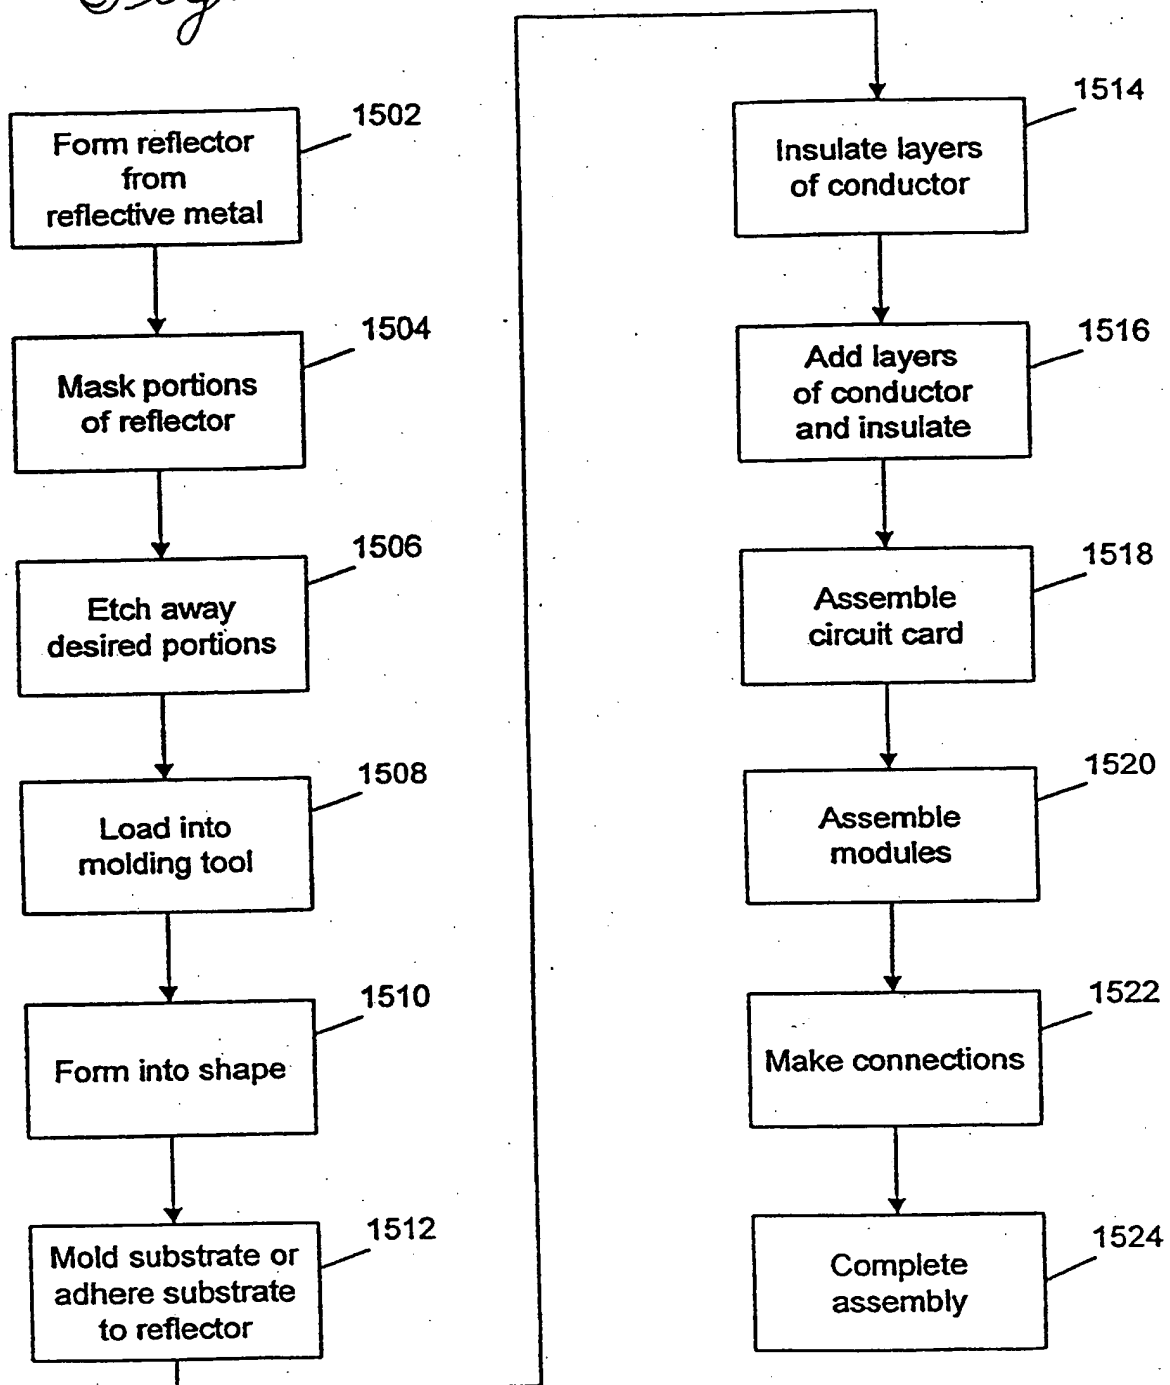 1502
Form reflector
from
reflective metal
1504
Mask portions
of reflector
1506
Etch away
desired portions
1508
Load into
molding tool
1510
Form into shape
1512
Mold substrate or
adhere substrate
to reflector
1514
Insulate layers
of conductor
1516
Add layers
of conductor
and insulate
1518
Assemble
circuit card
1520
Assemble
modules
1522
Make connections
1524
Complete
assembly